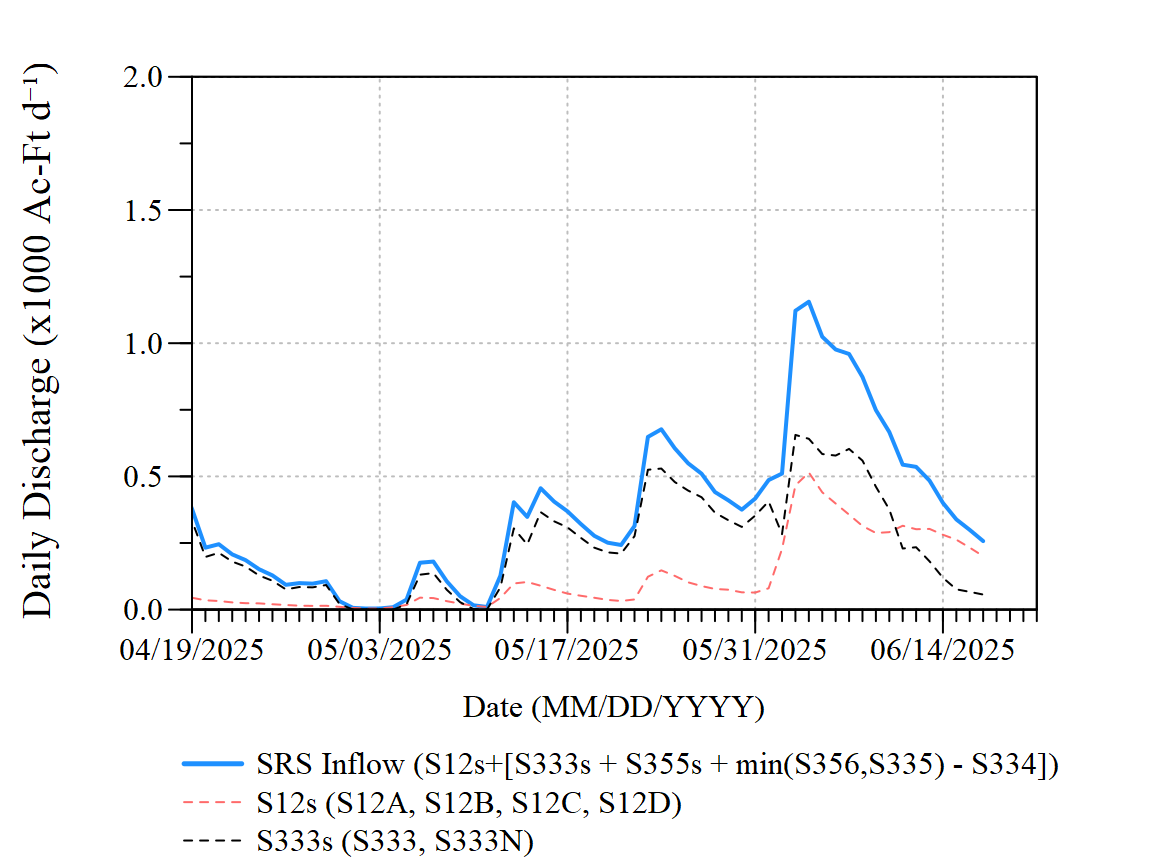 Daily Discharge (x1000 Ac-Ft d⁻¹)
2.0
1.5
1.0
0.5
0.0
04/19/2025 05/03/2025 05/17/2025 05/31/2025 06/14/2025
Date (MM/DD/YYYY)
SRS Inflow (S12s+[S333s + S355s + min(S356,S335) - S334])
S12s (S12A, S12B, S12C, S12D)
S333s (S333, S333N)